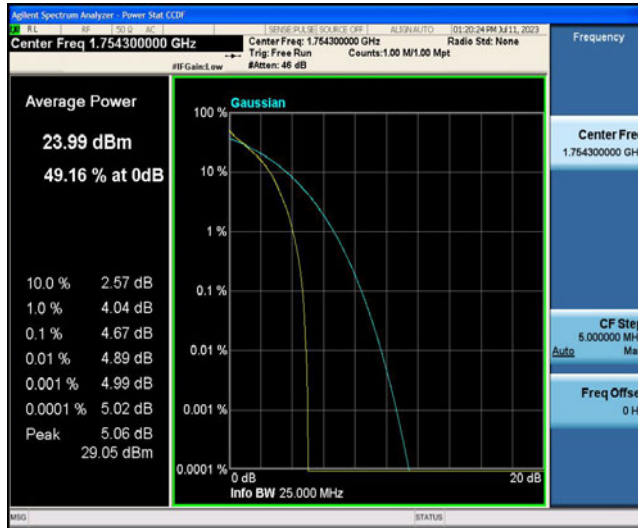 Agilent Spectrum Analyzer - Power Stat CCDF
RL RF 50 Ω AC SENSE:PULSE SOURCE OFF ALIGNAUTO 01:20:24 PM Jul 11, 2023
Center Freq 1.754300000 GHz
Center Freq: 1.754300000 GHz Radio Std: None
Trig: Free Run Counts:1.00 M/1.00 Mpt
#IFGain:Low #Atten: 46 dB
Frequency
Average Power
23.99 dBm
49.16 % at 0dB
10.0 % 2.57 dB
1.0 % 4.04 dB
0.1 % 4.67 dB
0.01 % 4.89 dB
0.001 % 4.99 dB
0.0001 % 5.02 dB
Peak 5.06 dB
29.05 dBm
Gaussian
100 %
10 %
1 %
0.1 %
0.01 %
0.001 %
0.0001 %
0 dB 20 dB
Info BW 25.000 MHz
Center Fre
1.754300000 GH
CF Step
5.000000 MH
Auto Ma
Freq Offse
0 H
MSG STATUS